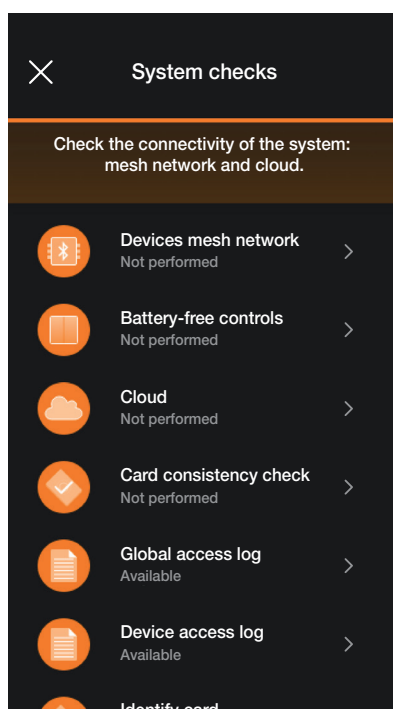 System checks
Check the connectivity of the system:
mesh network and cloud.
Devices mesh network
Not performed
Battery-free controls
Not performed
Cloud
Not performed
Card consistency check
Not performed
Global access log
Available
Device access log
Available
Identify card